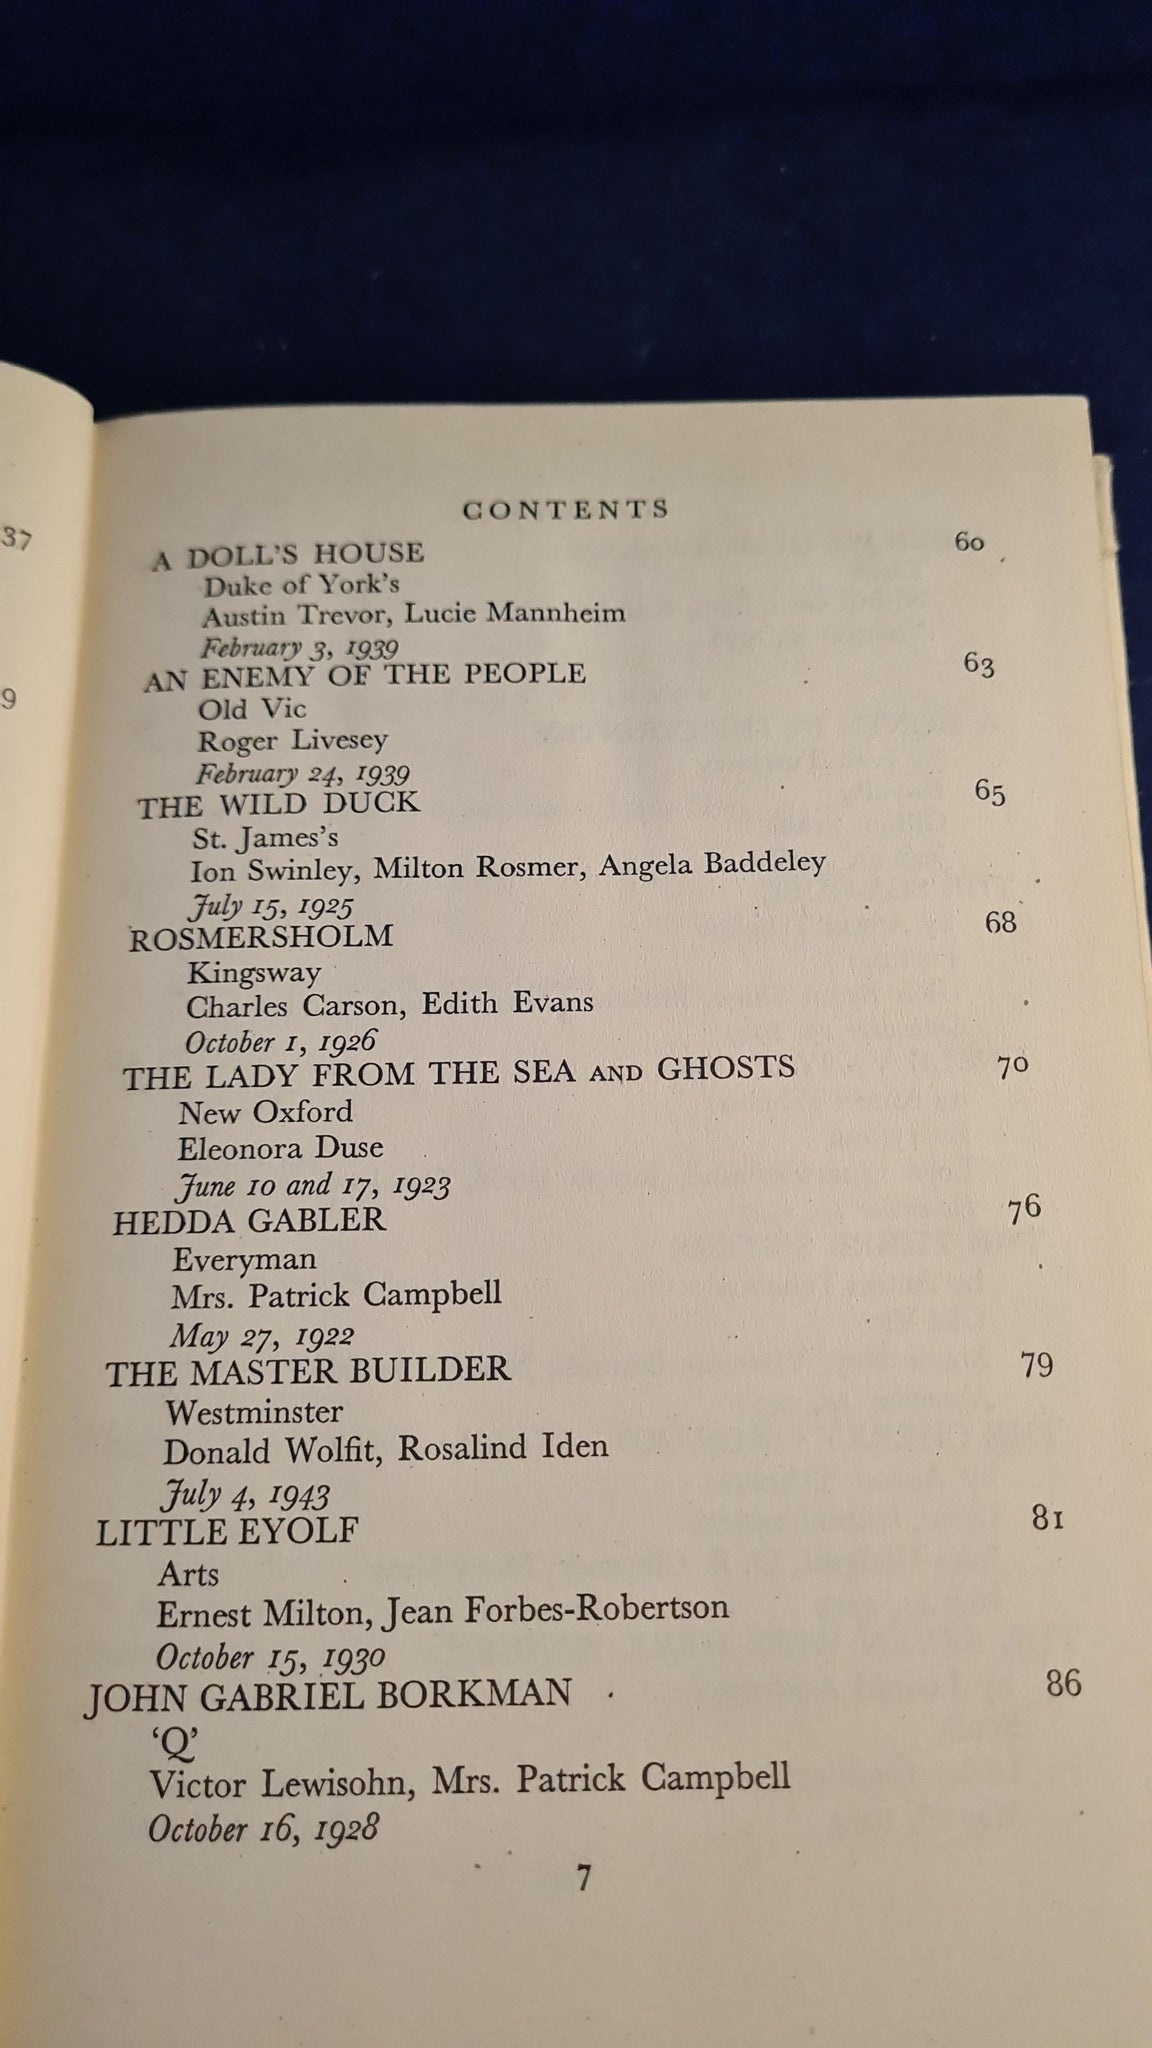 37
9
CONTENTS
A DOLL'S HOUSE 60
Duke of York's
Austin Trevor, Lucie Mannheim
February 3, 1939
AN ENEMY OF THE PEOPLE 63
Old Vic
Roger Livesey
February 24, 1939
THE WILD DUCK 65
St. James's
Ion Swinley, Milton Rosmer, Angela Baddeley
July 15, 1925
ROSMERSHOLM 68
Kingsway
Charles Carson, Edith Evans
October 1, 1926
THE LADY FROM THE SEA AND GHOSTS 70
New Oxford
Eleonora Duse
June 10 and 17, 1923
HEDDA GABLER 76
Everyman
Mrs. Patrick Campbell
May 27, 1922
THE MASTER BUILDER 79
Westminster
Donald Wolfit, Rosalind Iden
July 4, 1943
LITTLE EYOLF 81
Arts
Ernest Milton, Jean Forbes-Robertson
October 15, 1930
JOHN GABRIEL BORKMAN 86
‘Q’
Victor Lewisohn, Mrs. Patrick Campbell
October 16, 1928
7